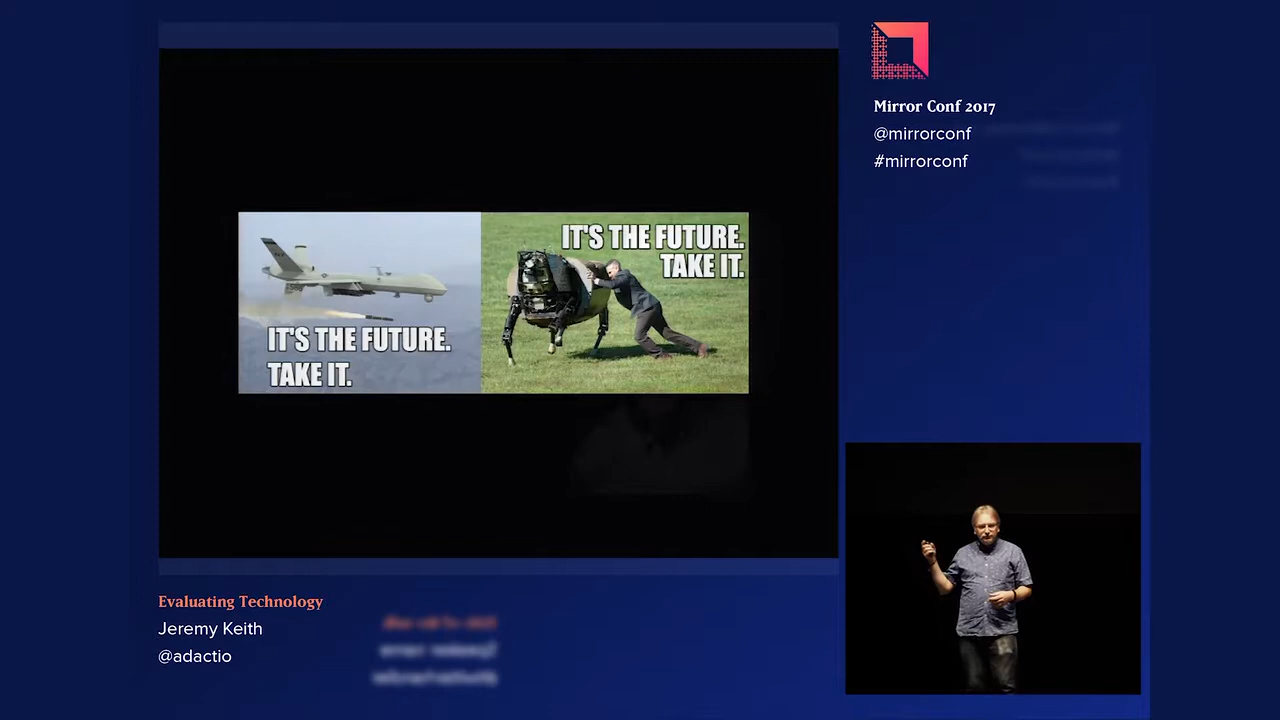 Mirror Conf 2017
@mirrorconf
#mirrorconf
IT'S THE FUTURE.
TAKE IT.
IT'S THE FUTURE.
TAKE IT.
Evaluating Technology
Jeremy Keith
@adactio